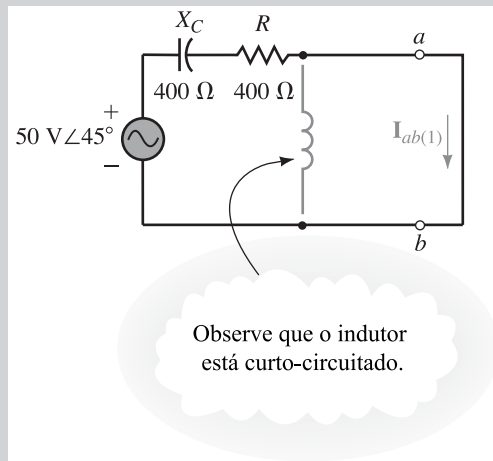 X_C R
a
400 Ω 400 Ω
+
50 V∠45°
−
I_ab(1)
b
Observe que o indutor
está curto-circuitado.